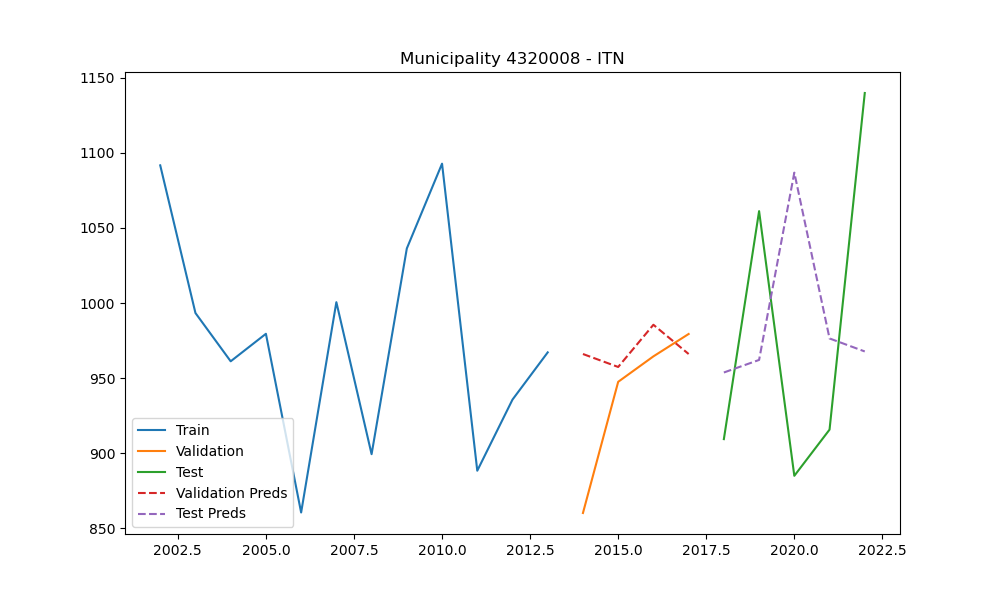 Municipality 4320008 - ITN
1150
1100
1050
1000
950
900
850
Train
Validation
Test
Validation Preds
Test Preds
2002.5 2005.0 2007.5 2010.0 2012.5 2015.0 2017.5 2020.0 2022.5